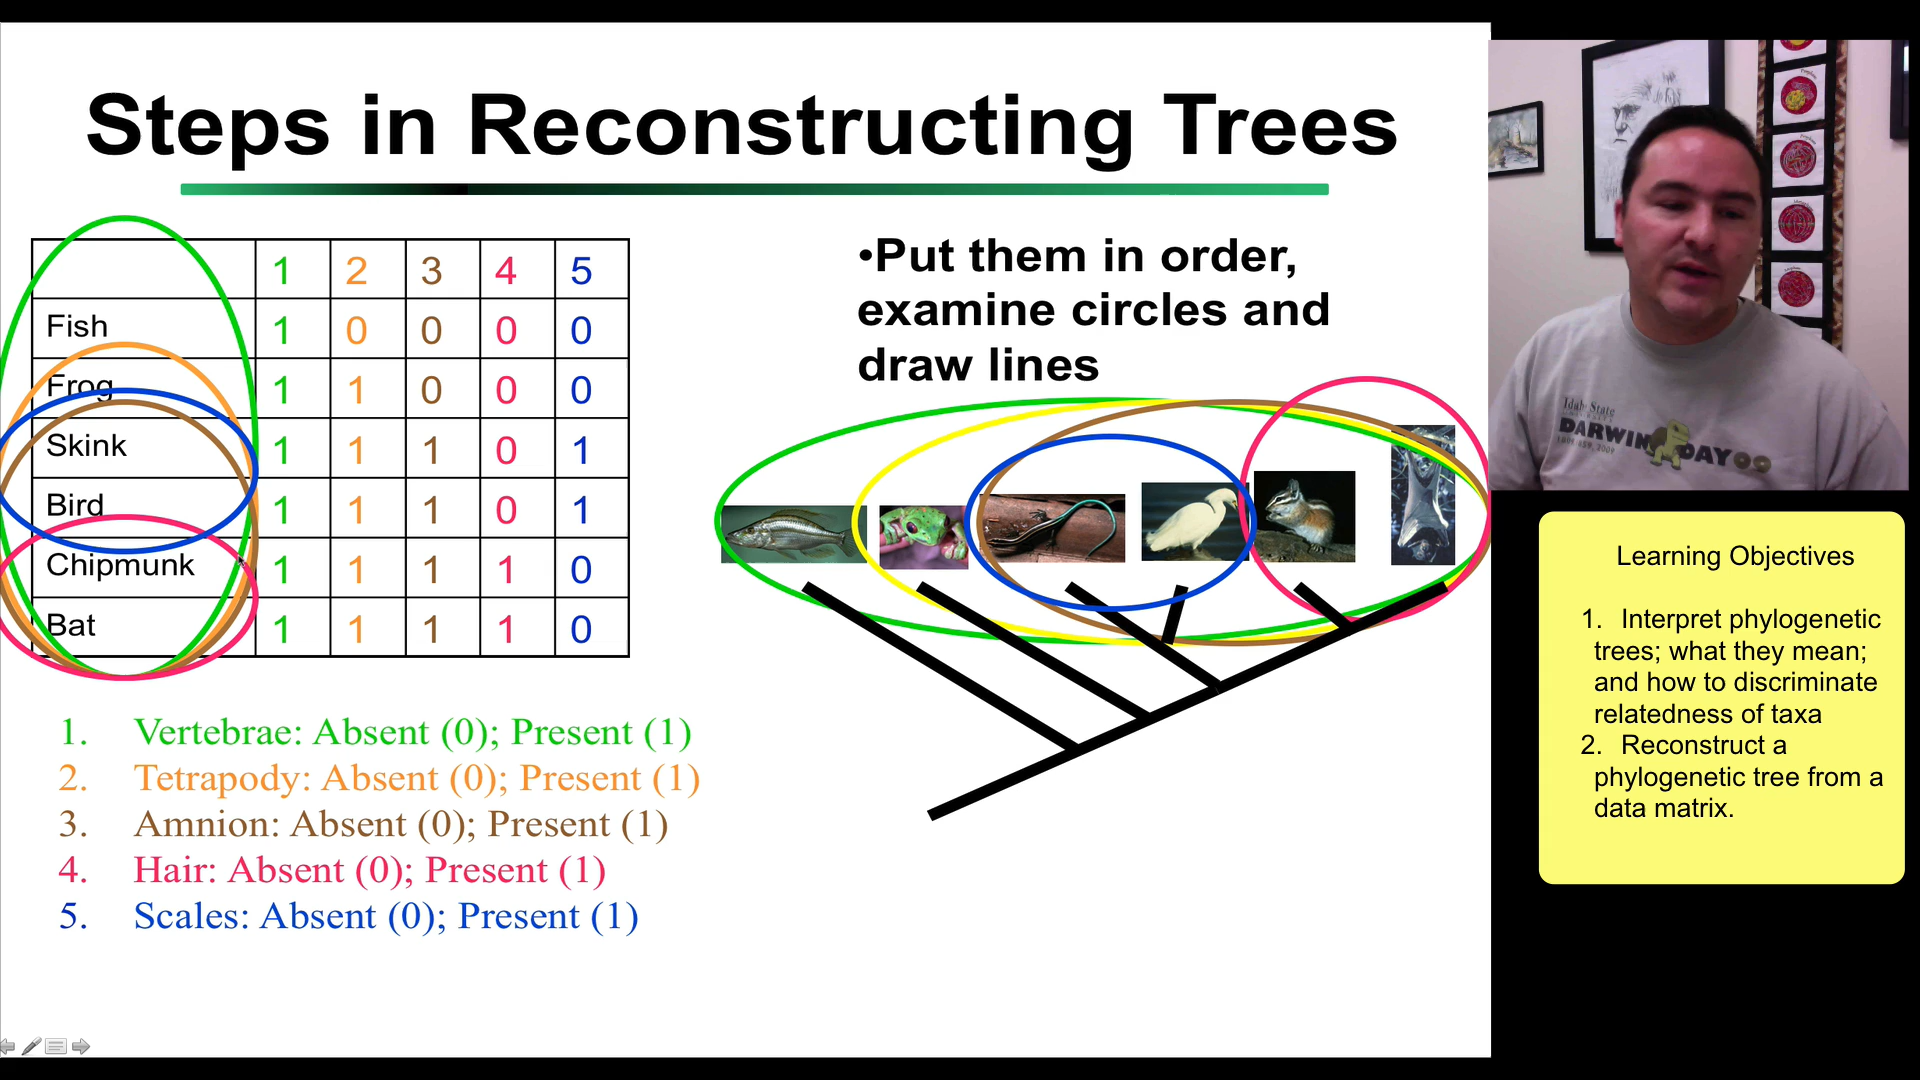 Steps in Reconstructing Trees
1 2 3 4 5
Fish 1 0 0 0 0
Frog 1 1 0 0 0
Skink 1 1 1 0 1
Bird 1 1 1 0 1
Chipmunk 1 1 1 1 0
Bat 1 1 1 1 0
1. Vertebrae: Absent (0); Present (1)
2. Tetrapody: Absent (0); Present (1)
3. Amnion: Absent (0); Present (1)
4. Hair: Absent (0); Present (1)
5. Scales: Absent (0); Present (1)
•Put them in order,
examine circles and
draw lines
Idaho State
DARWIN DAY 09
Learning Objectives
1. Interpret phylogenetic
trees; what they mean;
and how to discriminate
relatedness of taxa
2. Reconstruct a
phylogenetic tree from a
data matrix.